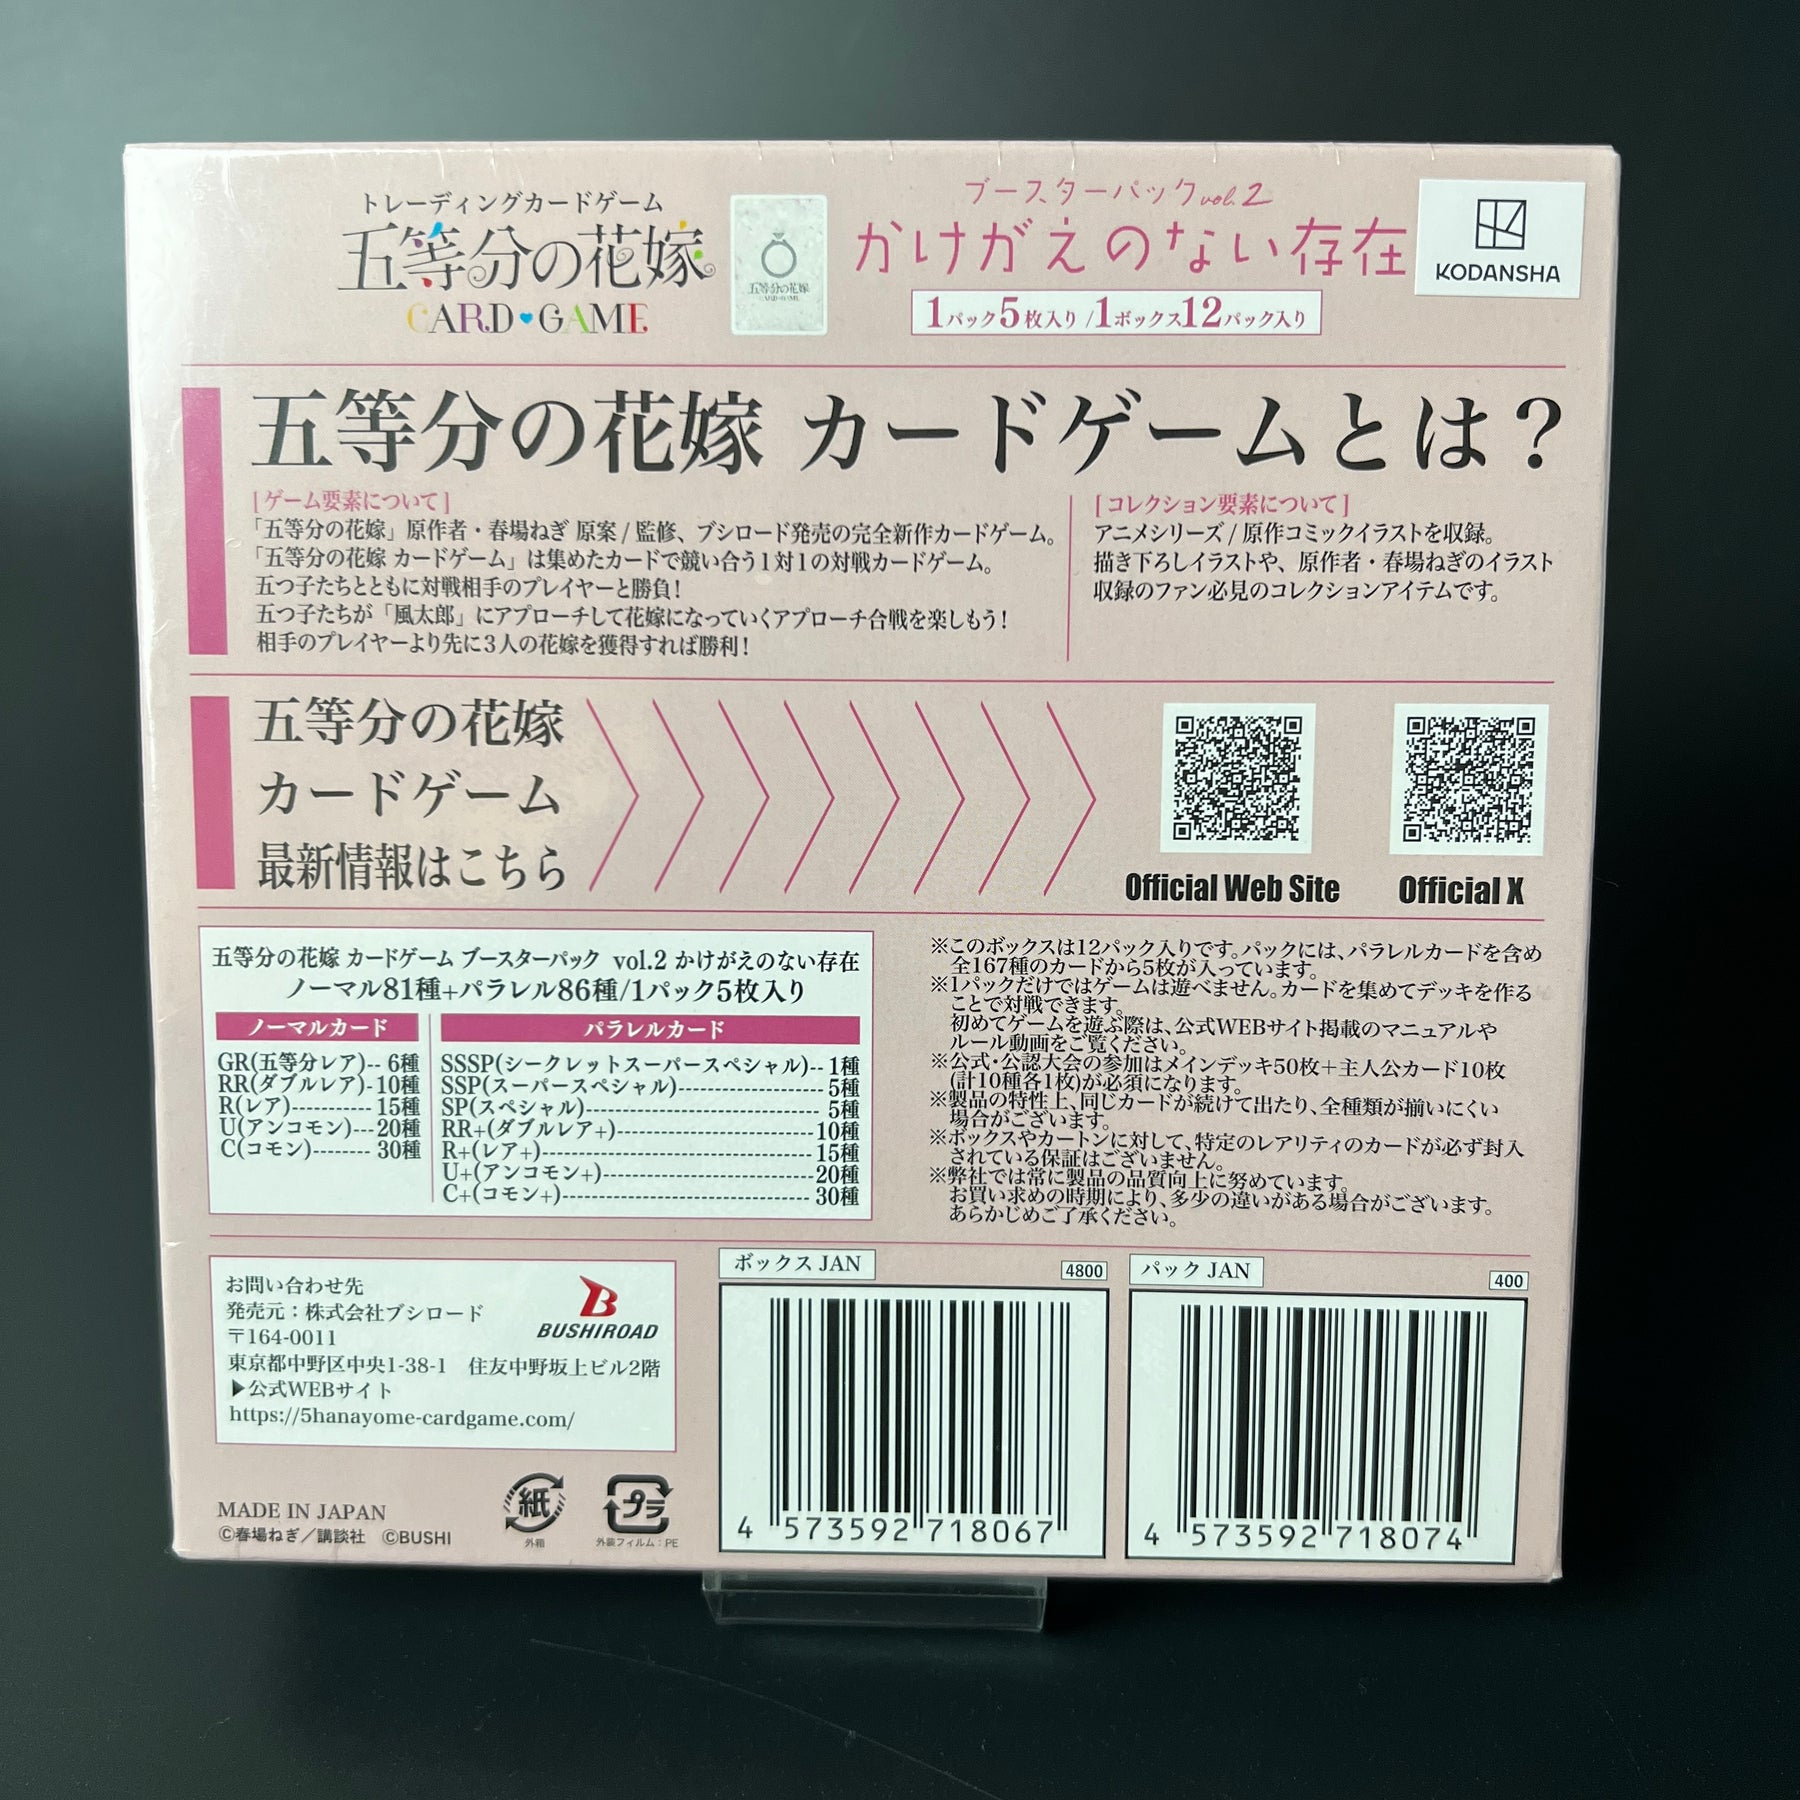 トレーディングカードゲーム
五等分の花嫁
CARD♥GAME
五等分の花嫁
CARD♥GAME
ブースターパックvol.2
かけがえのない存在
1パック5枚入り/1ボックス12パック入り
KODANSHA
五等分の花嫁 カードゲームとは？
[ ゲーム要素について ]
「五等分の花嫁」原作者・春場ねぎ 原案 / 監修、ブシロード発売の完全新作カードゲーム。
「五等分の花嫁 カードゲーム」は集めたカードで競い合う1対1の対戦カードゲーム。
五つ子たちとともに対戦相手のプレイヤーと勝負！
五つ子たちが「風太郎」にアプローチして花嫁になっていくアプローチ合戦を楽しもう！
相手のプレイヤーより先に3人の花嫁を獲得すれば勝利！
[ コレクション要素について ]
アニメシリーズ / 原作コミックイラストを収録。
描き下ろしイラストや、原作者・春場ねぎのイラスト
収録のファン必見のコレクションアイテムです。
五等分の花嫁
カードゲーム
最新情報はこちら
Official Web Site
Official X
五等分の花嫁 カードゲーム ブースターパック vol.2 かけがえのない存在
ノーマル81種+パラレル86種/1パック5枚入り
ノーマルカード
GR(五等分レア)-- 6種
RR(ダブルレア)-10種
R(レア)----------- 15種
U(アンコモン)---20種
C(コモン)-------- 30種
パラレルカード
SSSP(シークレットスーパースペシャル)-- 1種
SSP(スーパースペシャル)-------------------- 5種
SP(スペシャル)--------------------------------- 5種
RR+(ダブルレア+)----------------------------10種
R+(レア+)--------------------------------------15種
U+(アンコモン+)------------------------------20種
C+(コモン+)----------------------------------- 30種
※このボックスは12パック入りです。パックには、パラレルカードを含め
全167種のカードから5枚が入っています。
※1パックだけではゲームは遊べません。カードを集めてデッキを作る
ことで対戦できます。
初めてゲームを遊ぶ際は、公式WEBサイト掲載のマニュアルや
ルール動画をご覧ください。
※公式・公認大会の参加はメインデッキ50枚＋主人公カード10枚
(計10種各1枚)が必須になります。
※製品の特性上、同じカードが続けて出たり、全種類が揃いにくい
場合がございます。
※ボックスやカートンに対して、特定のレアリティのカードが必ず封入
されている保証はございません。
※弊社では常に製品の品質向上に努めています。
お買い求めの時期により、多少の違いがある場合がございます。
あらかじめご了承ください。
お問い合わせ先
発売元：株式会社ブシロード
〒164-0011
東京都中野区中央1-38-1　住友中野坂上ビル2階
▶公式WEBサイト
https://5hanayome-cardgame.com/
BUSHIROAD
MADE IN JAPAN
©春場ねぎ／講談社　©BUSHI
紙
外箱
プラ
外装フィルム：PE
ボックス JAN
4800
4 573592 718067
パック JAN
400
4 573592 718074